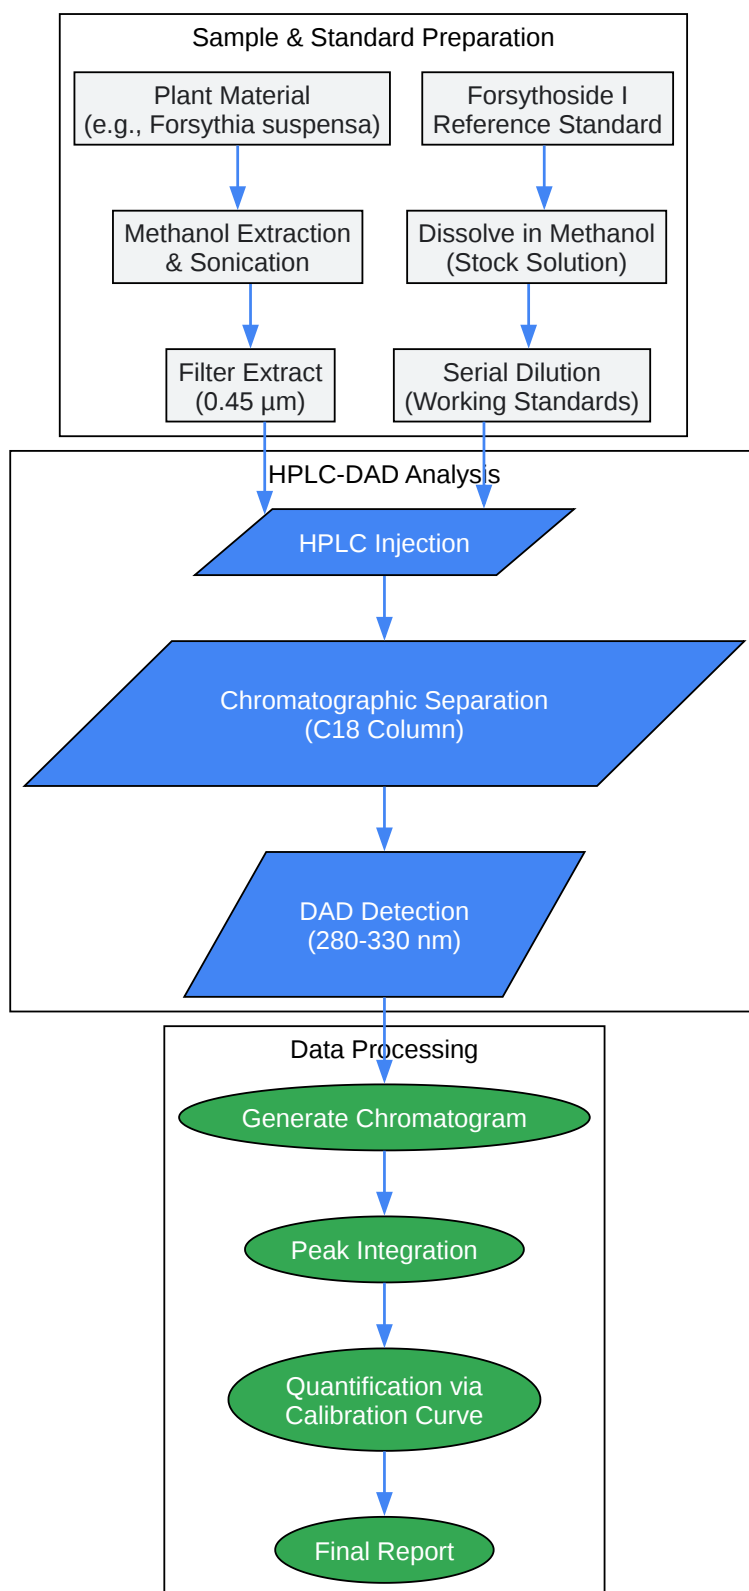 Sample & Standard Preparation
Plant Material
(e.g., Forsythia suspensa)
Forsythoside I
Reference Standard
Methanol Extraction
& Sonication
Dissolve in Methanol
(Stock Solution)
Filter Extract
(0.45 µm)
Serial Dilution
(Working Standards)
HPLC-DAD Analysis
HPLC Injection
Chromatographic Separation
(C18 Column)
DAD Detection
(280-330 nm)
Data Processing
Generate Chromatogram
Peak Integration
Quantification via
Calibration Curve
Final Report